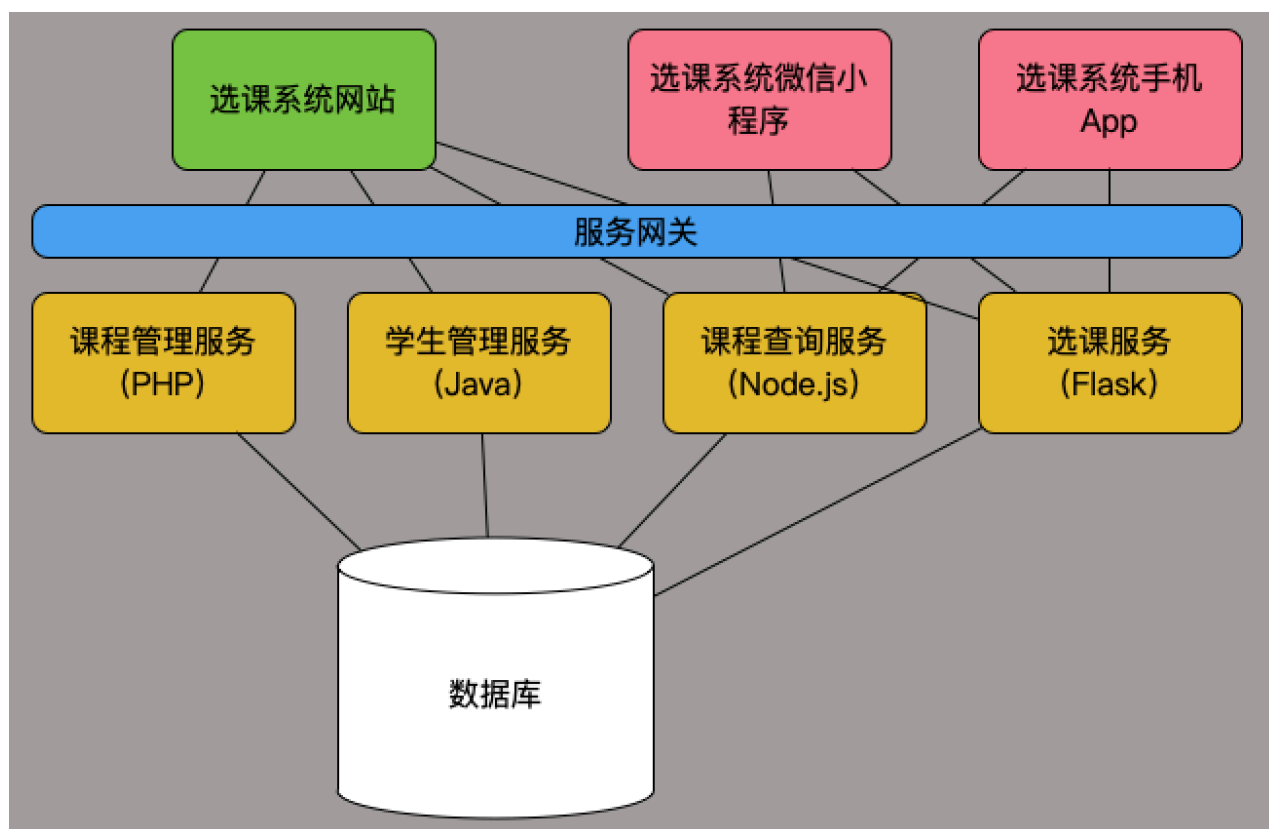 选课系统网站
选课系统微信小
程序
选课系统手机
App
服务网关
课程管理服务
（PHP）
学生管理服务
（Java）
课程查询服务
（Node.js）
选课服务
（Flask）
数据库